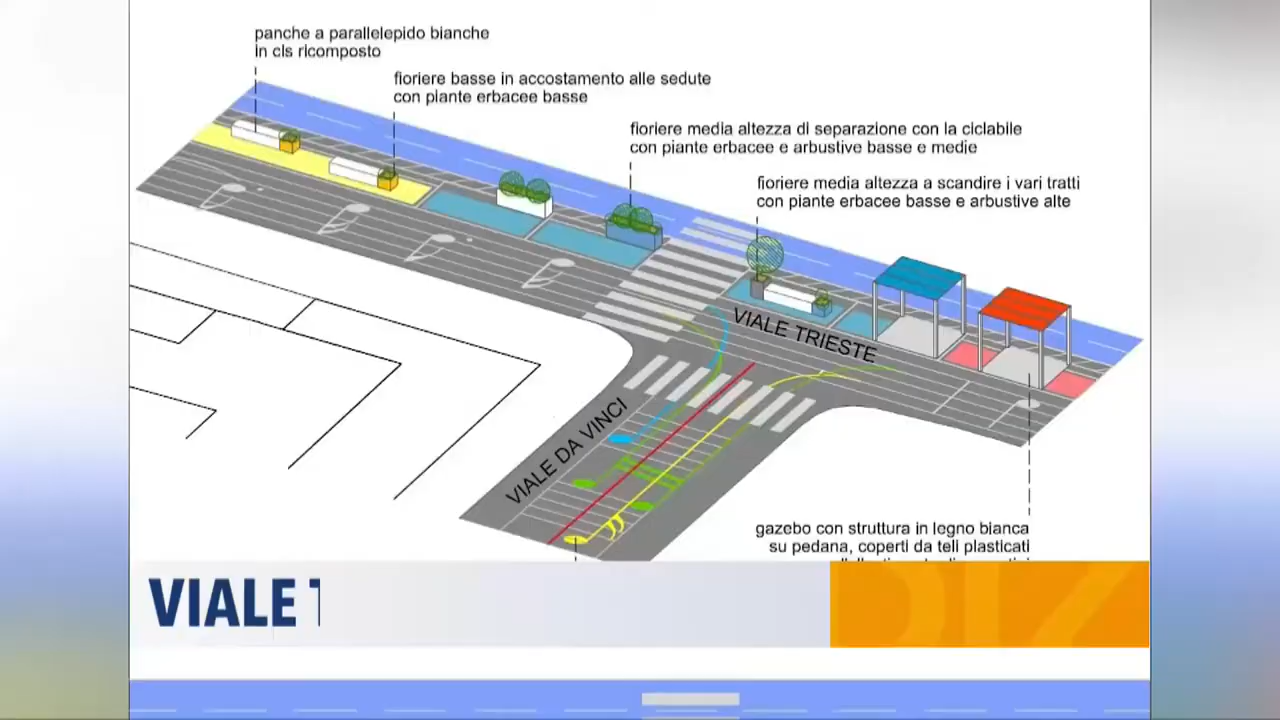 panche a parallelepido bianche
in cls ricomposto
fioriere basse in accostamento alle sedute
con piante erbacee basse
fioriere media altezza di separazione con la ciclabile
con piante erbacee e arbustive basse e medie
fioriere media altezza a scandire i vari tratti
con piante erbacee basse e arbustive alte
VIALE TRIESTE
VIALE DA VINCI
gazebo con struttura in legno bianca
su pedana, coperti da teli plasticati
VIALE T